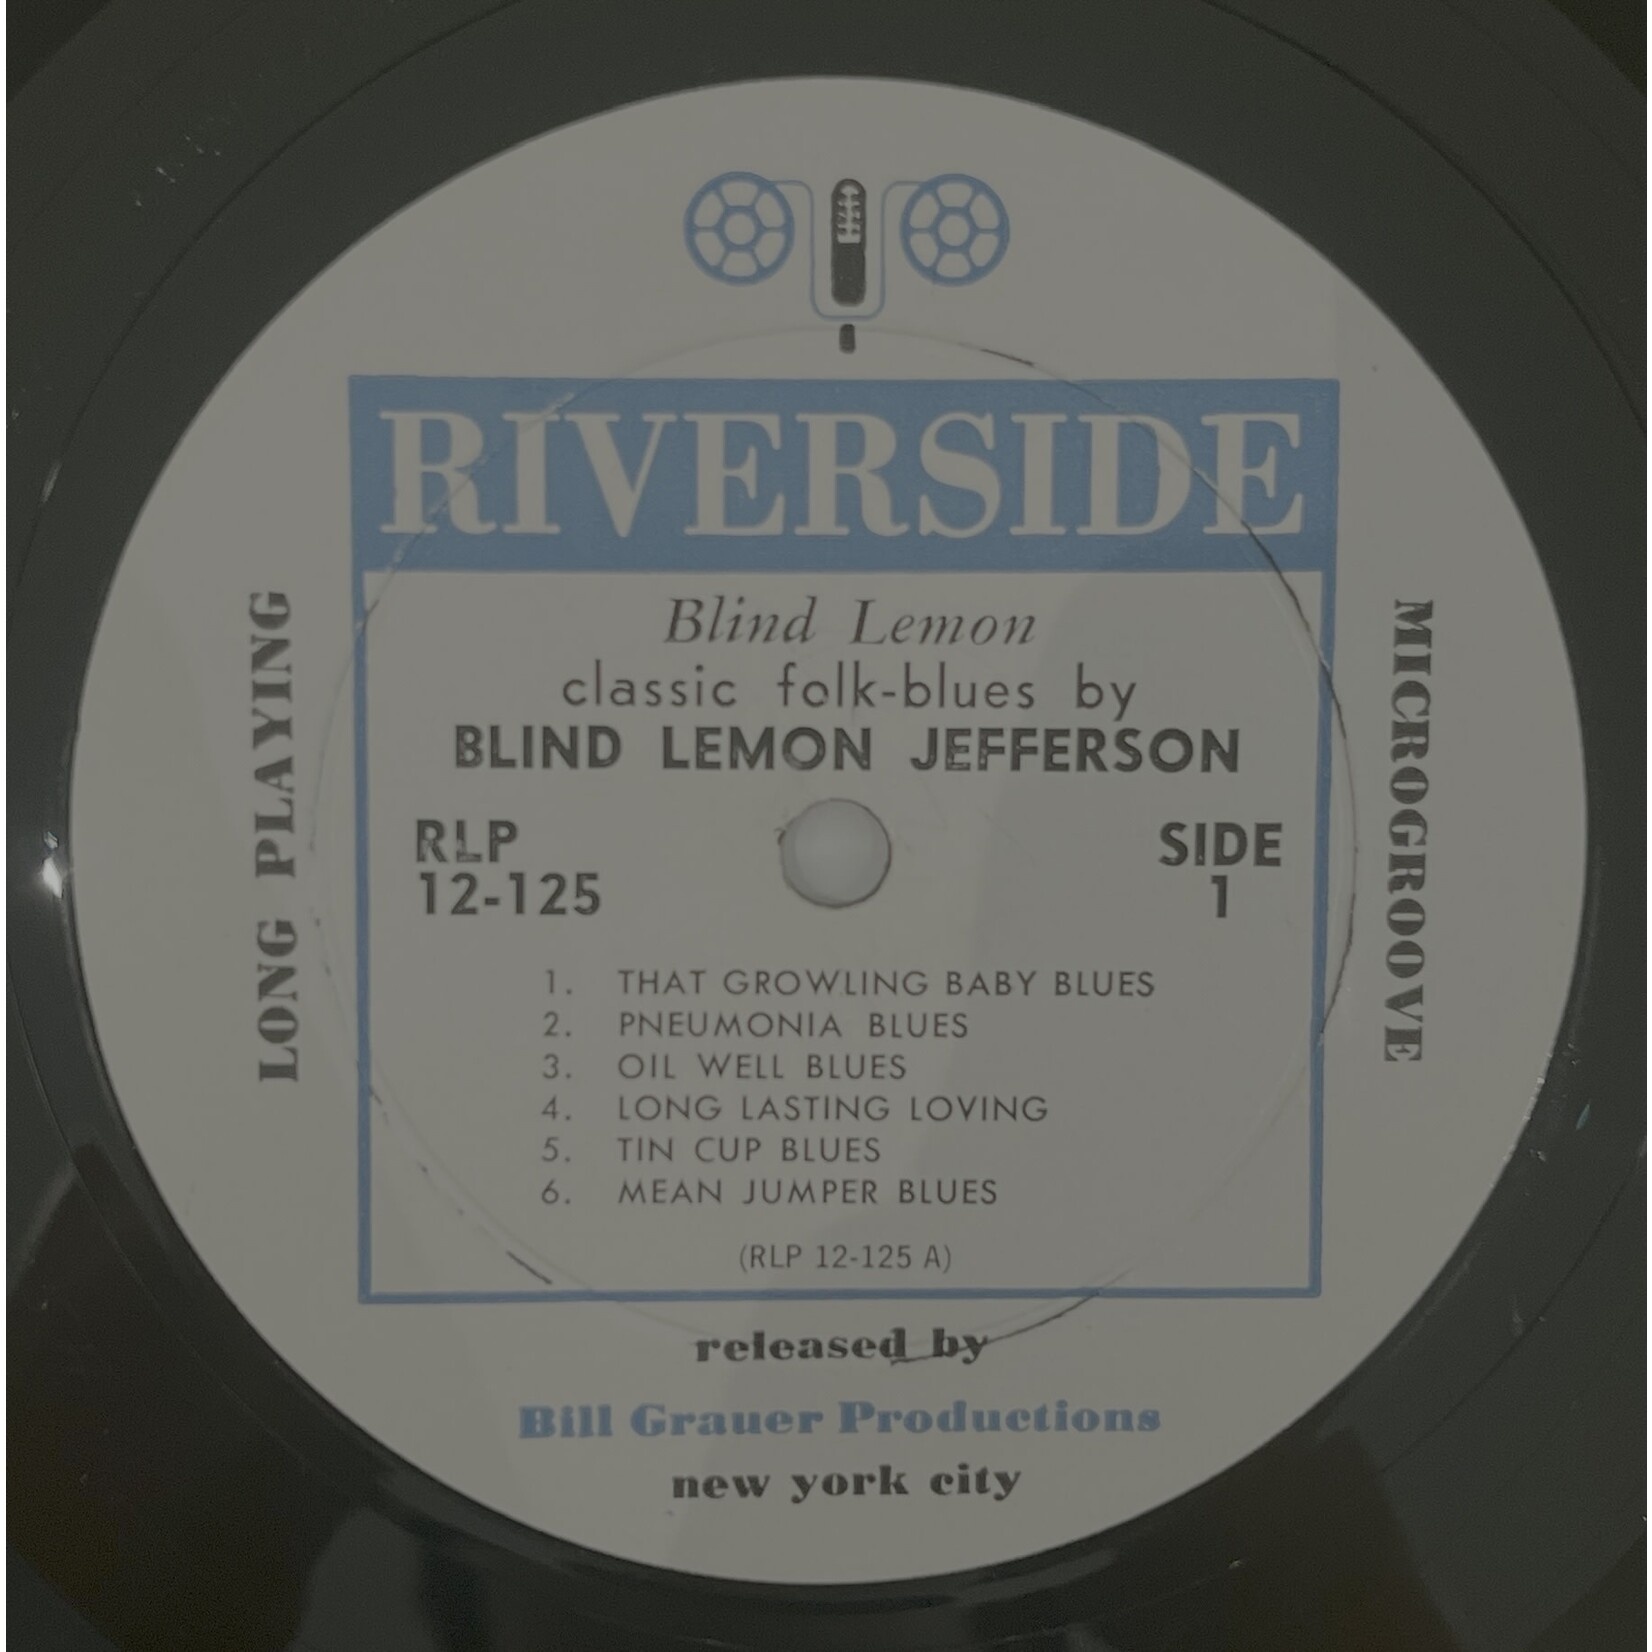 RIVERSIDE
Blind Lemon
classic folk-blues by
BLIND LEMON JEFFERSON
RLP
12-125
SIDE
1
1. THAT GROWLING BABY BLUES
2. PNEUMONIA BLUES
3. OIL WELL BLUES
4. LONG LASTING LOVING
5. TIN CUP BLUES
6. MEAN JUMPER BLUES
(RLP 12-125 A)
LONG PLAYING
MICROGROOVE
released by
Bill Grauer Productions
new york city